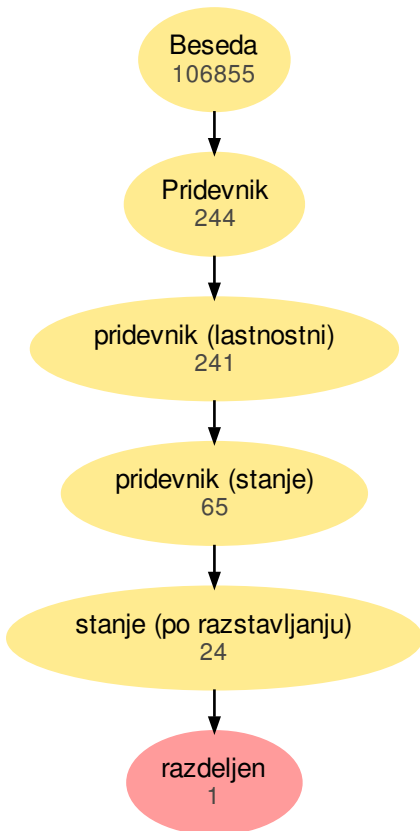 Beseda
106855
Pridevnik
244
pridevnik (lastnostni)
241
pridevnik (stanje)
65
stanje (po razstavljanju)
24
razdeljen
1